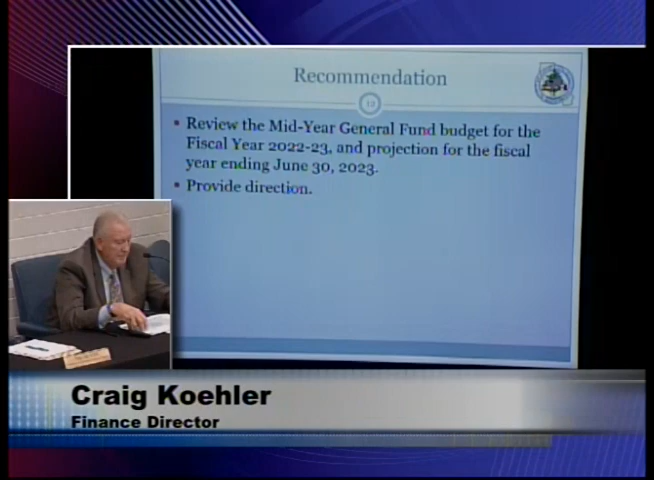 Recommendation
12
• Review the Mid-Year General Fund budget for the
Fiscal Year 2022-23, and projection for the fiscal
year ending June 30, 2023.
• Provide direction.
Craig Koehler
Finance Director